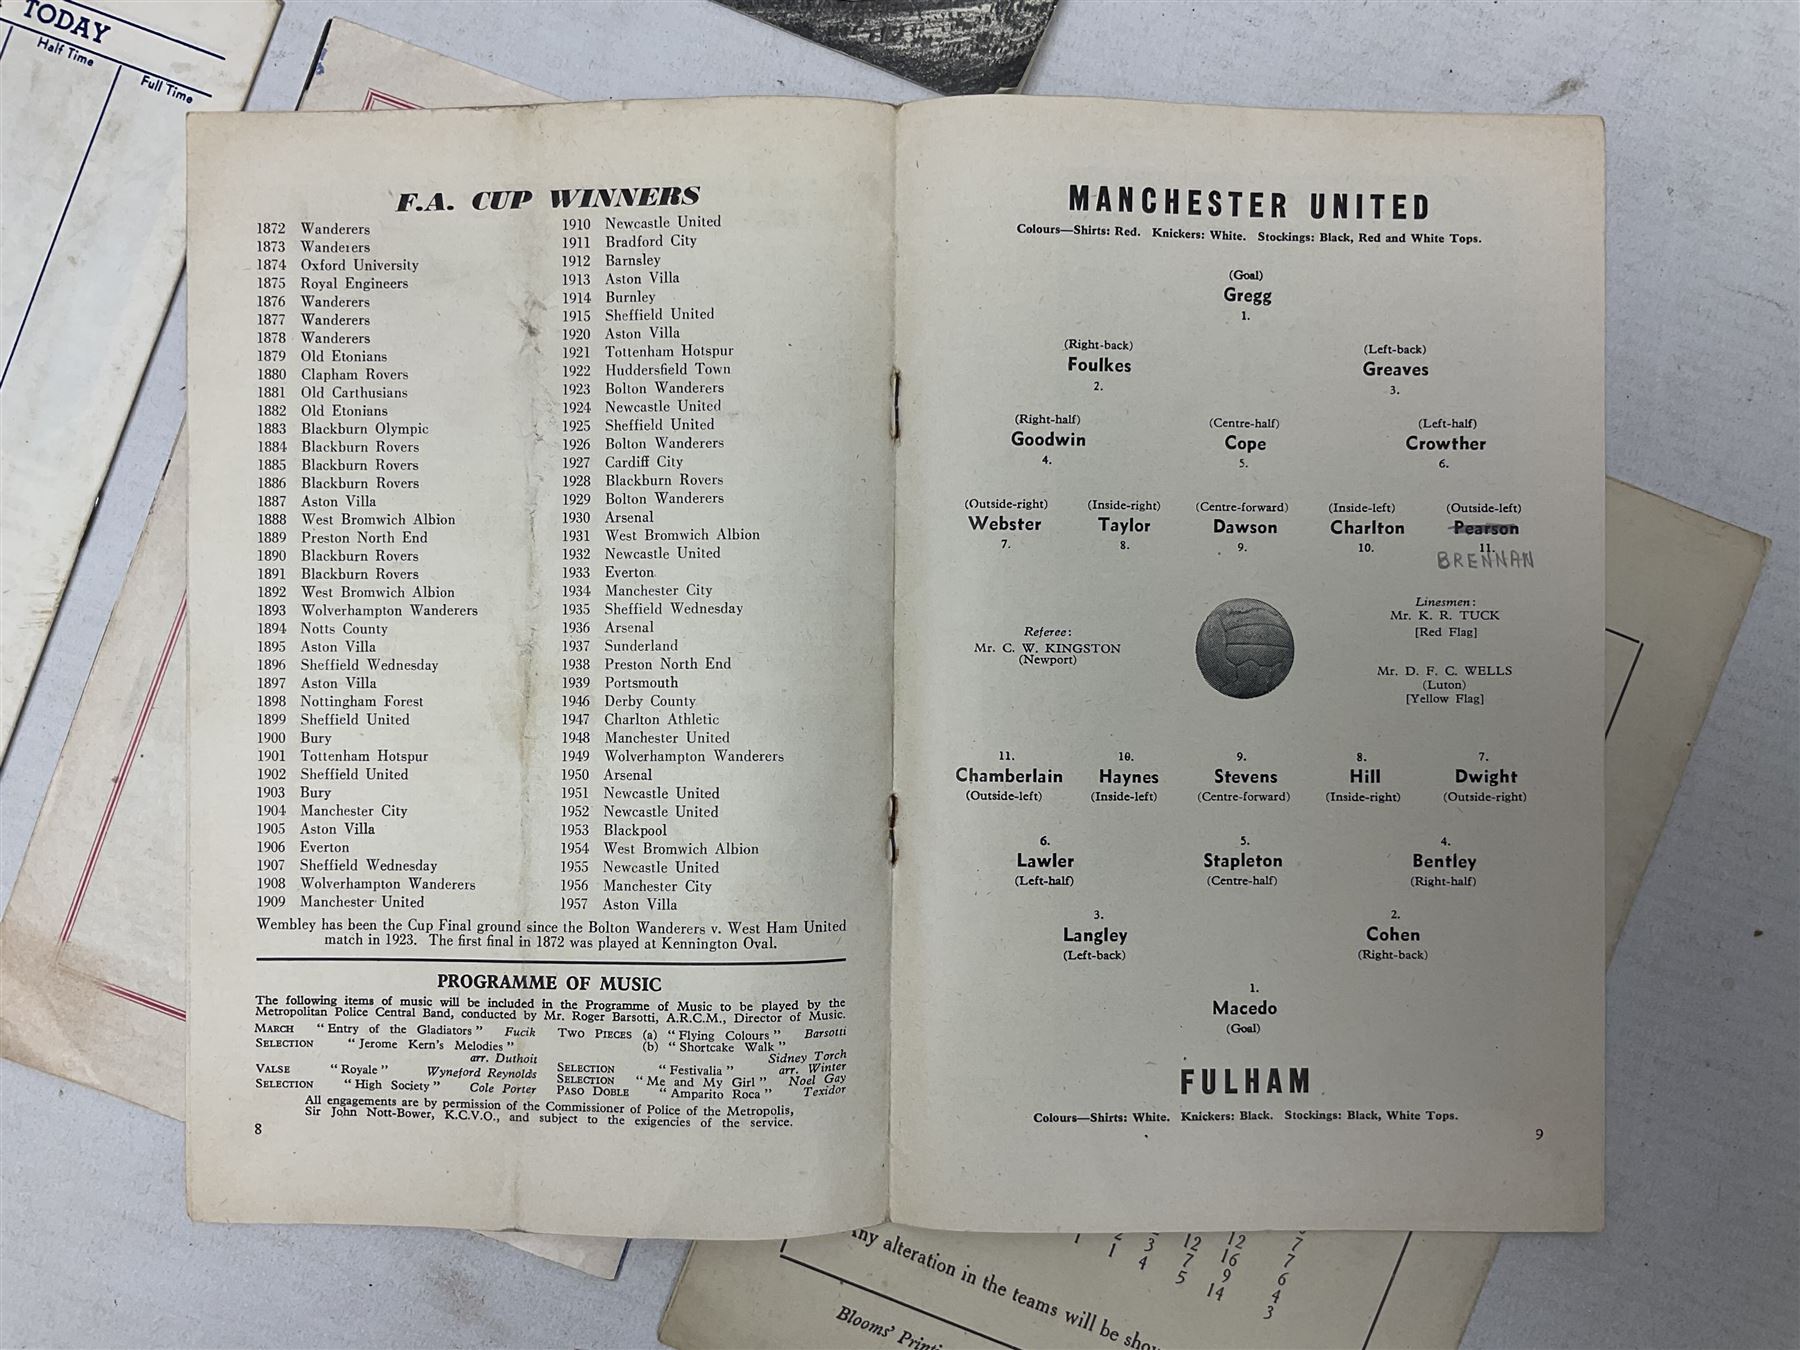 TODAY
Half Time
Full Time
F.A. CUP WINNERS
1872 Wanderers
1873 Wanderers
1874 Oxford University
1875 Royal Engineers
1876 Wanderers
1877 Wanderers
1878 Wanderers
1879 Old Etonians
1880 Clapham Rovers
1881 Old Carthusians
1882 Old Etonians
1883 Blackburn Olympic
1884 Blackburn Rovers
1885 Blackburn Rovers
1886 Blackburn Rovers
1887 Aston Villa
1888 West Bromwich Albion
1889 Preston North End
1890 Blackburn Rovers
1891 Blackburn Rovers
1892 West Bromwich Albion
1893 Wolverhampton Wanderers
1894 Notts County
1895 Aston Villa
1896 Sheffield Wednesday
1897 Aston Villa
1898 Nottingham Forest
1899 Sheffield United
1900 Bury
1901 Tottenham Hotspur
1902 Sheffield United
1903 Bury
1904 Manchester City
1905 Aston Villa
1906 Everton
1907 Sheffield Wednesday
1908 Wolverhampton Wanderers
1909 Manchester United
1910 Newcastle United
1911 Bradford City
1912 Barnsley
1913 Aston Villa
1914 Burnley
1915 Sheffield United
1920 Aston Villa
1921 Tottenham Hotspur
1922 Huddersfield Town
1923 Bolton Wanderers
1924 Newcastle United
1925 Sheffield United
1926 Bolton Wanderers
1927 Cardiff City
1928 Blackburn Rovers
1929 Bolton Wanderers
1930 Arsenal
1931 West Bromwich Albion
1932 Newcastle United
1933 Everton
1934 Manchester City
1935 Sheffield Wednesday
1936 Arsenal
1937 Sunderland
1938 Preston North End
1939 Portsmouth
1946 Derby County
1947 Charlton Athletic
1948 Manchester United
1949 Wolverhampton Wanderers
1950 Arsenal
1951 Newcastle United
1952 Newcastle United
1953 Blackpool
1954 West Bromwich Albion
1955 Newcastle United
1956 Manchester City
1957 Aston Villa
Wembley has been the Cup Final ground since the Bolton Wanderers v. West Ham United
match in 1923. The first final in 1872 was played at Kennington Oval.
PROGRAMME OF MUSIC
The following items of music will be included in the Programme of Music to be played by the
Metropolitan Police Central Band, conducted by Mr. Roger Barsotti, A.R.C.M., Director of Music.
MARCH "Entry of the Gladiators" Fucik
SELECTION "Jerome Kern's Melodies"
arr. Duthoit
VALSE "Royale" Wyneford Reynolds
SELECTION "High Society" Cole Porter
TWO PIECES (a) "Flying Colours" Barsotti
(b) "Shortcake Walk"
Sidney Torch
SELECTION "Festivalia" arr. Winter
SELECTION "Me and My Girl" Noel Gay
PASO DOBLE "Amparito Roca" Texidor
All engagements are by permission of the Commissioner of Police of the Metropolis,
Sir John Nott-Bower, K.C.V.O., and subject to the exigencies of the service.
8
MANCHESTER UNITED
Colours—Shirts: Red. Knickers: White. Stockings: Black, Red and White Tops.
(Goal)
Gregg
1.
(Right-back) (Left-back)
Foulkes Greaves
2. 3.
(Right-half) (Centre-half) (Left-half)
Goodwin Cope Crowther
4. 5. 6.
(Outside-right) (Inside-right) (Centre-forward) (Inside-left) (Outside-left)
Webster Taylor Dawson Charlton Pearson
7. 8. 9. 10. 11.
BRENNAN
Referee:
Mr. C. W. KINGSTON
(Newport)
Linesmen:
Mr. K. R. TUCK
[Red Flag]
Mr. D. F. C. WELLS
(Luton)
[Yellow Flag]
11. 10. 9. 8. 7.
Chamberlain Haynes Stevens Hill Dwight
(Outside-left) (Inside-left) (Centre-forward) (Inside-right) (Outside-right)
6. 5. 4.
Lawler Stapleton Bentley
(Left-half) (Centre-half) (Right-half)
3. 2.
Langley Cohen
(Left-back) (Right-back)
1.
Macedo
(Goal)
FULHAM
Colours—Shirts: White. Knickers: Black. Stockings: Black, White Tops.
9
1 2 12 12 7
1 3 7 16 7
4 5 9 6
14 4
3
Any alteration in the teams will be
Blooms'